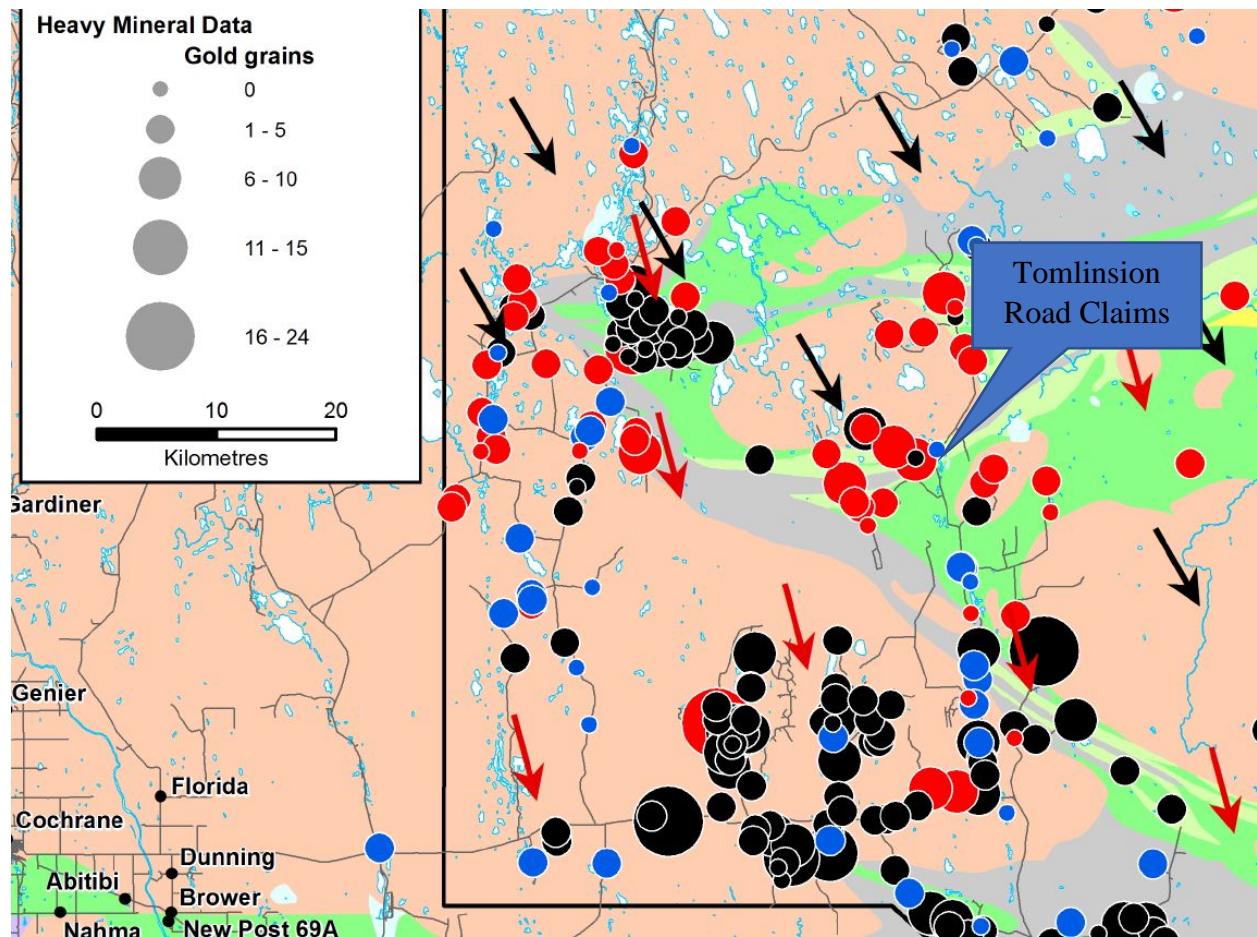 Heavy Mineral Data
Gold grains
0
1 - 5
6 - 10
11 - 15
16 - 24
0 10 20
Kilometres
Tomlinsion
Road Claims
Gardiner
Genier
Florida
Cochrane
Dunning
Abitibi
Brower
Nahma
New Post 69A